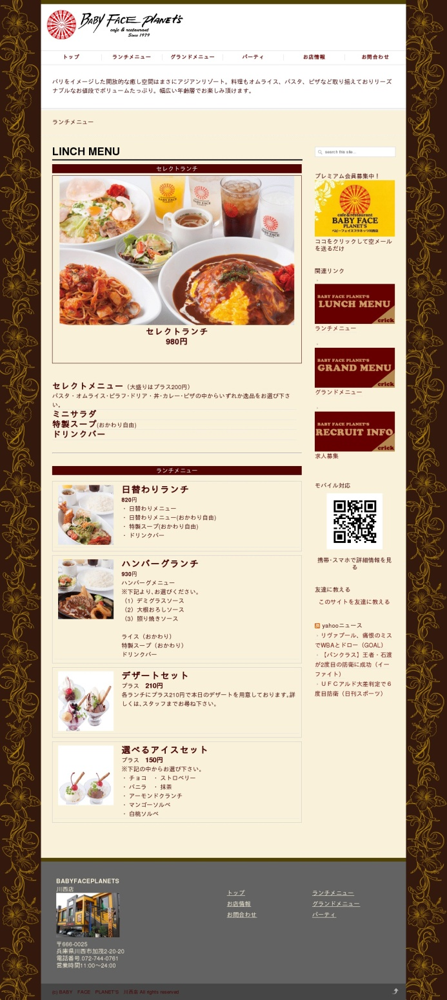 BABY FACE PLANET'S
cafe & restaurant
Since 1979
トップ
ランチメニュー
グランドメニュー
パーティ
お店情報
お問合わせ
バリをイメージした開放的な癒し空間はまさにアジアンリゾート。料理もオムライス、パスタ、ピザなど取り揃えておりリーズ
ナブルなお値段でボリュームたっぷり。幅広い年齢層でお楽しみ頂けます。
ランチメニュー
LINCH MENU
セレクトランチ
セレクトランチ
980円
セレクトメニュー（大盛りはプラス200円）
パスタ・オムライス･ピラフ･ドリア・丼･カレー･ピザの中からいずれか逸品をお選び下さ
い。
ミニサラダ
特製スープ(おかわり自由)
ドリンクバー
ランチメニュー
日替わりランチ
820円
・ 日替わりメニュー
・ 日替わりメニュー(おかわり自由)
・ 特製スープ(おかわり自由)
・ ドリンクバー
ハンバーグランチ
930円
ハンバーグメニュー
※下記より､お選びください。
（1）デミグラスソース
（2）大根おろしソース
（3）照り焼きソース
ライス（おかわり）
特製スープ（おかわり）
ドリンクバー
デザートセット
プラス　210円
各ランチにプラス210円で本日のデザートを用意しております｡詳
しくは､スタッフまでお尋ね下さい。
選べるアイスセット
プラス　150円
※下記の中からお選び下さい。
・ チョコ　・ ストロベリー
・ バニラ　・ 抹茶
・ アーモンドクランチ
・ マンゴーソルベ
・ 白桃ソルベ
search this site...
プレミアム会員募集中！
cafe&restaurant
BABY FACE
PLANET'S
ベビーフェイスプラネッツ川西店
ココをクリックして空メール
を送るだけ
関連リンク
BABY FACE PLANET'S
LUNCH MENU
crick
ランチメニュー
BABY FACE PLANET'S
GRAND MENU
crick
グランドメニュー
BABY FACE PLANET'S
RECRUIT INFO
crick
求人募集
モバイル対応
携帯･スマホで詳細情報を見
る
友達に教える
このサイトを友達に教える
yahooニュース
リヴァプール、痛恨のミス
でWBAとドロー（GOAL）
【パンクラス】王者・石渡
が2度目の防衛に成功（イー
ファイト）
ＵＦＣアルド大差判定で６
度目防衛（日刊スポーツ）
BABYFACEPLANETS
川西店
〒666-0025
兵庫県川西市加茂2-20-20
電話番号.072-744-0761
営業時間11:00～24:00
トップ
お店情報
お問合わせ
ランチメニュー
グランドメニュー
パーティ
(c) BABY　FACE　PLANET'S　川西店 All rights reserved